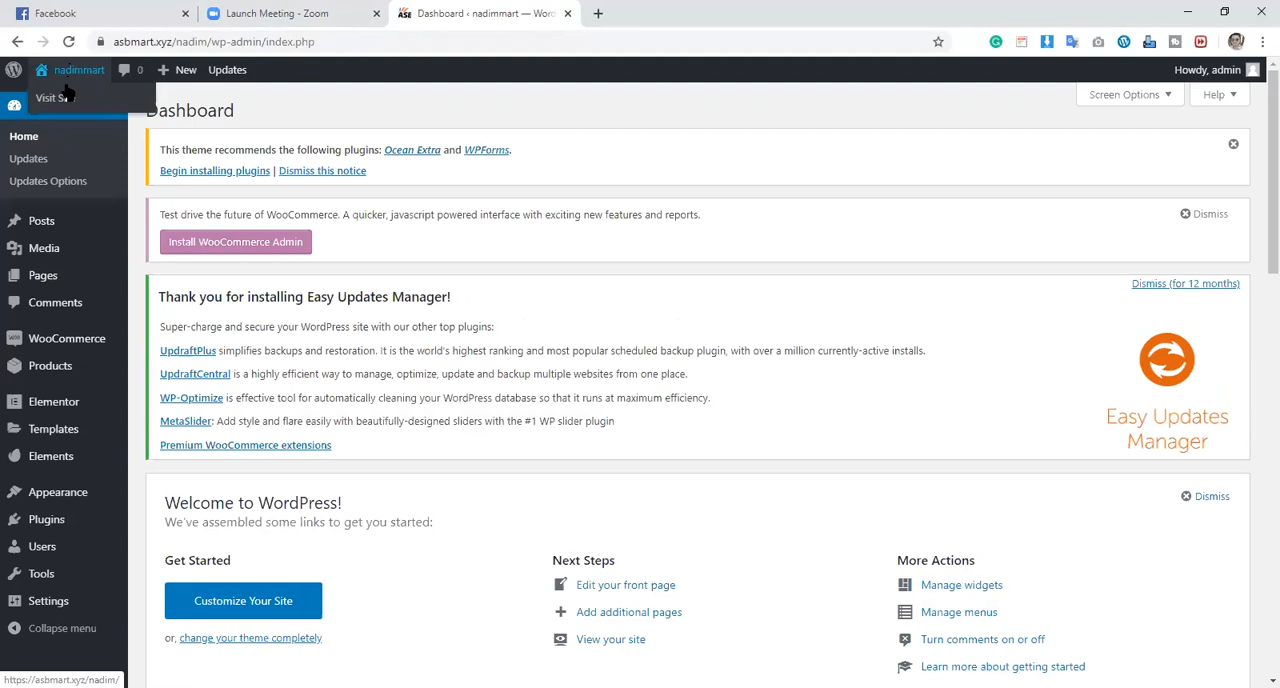 Facebook
Launch Meeting - Zoom
Dashboard ‹ nadimmart — Wor
asbmart.xyz/nadim/wp-admin/index.php
nadimmart 0 New Updates
Howdy, admin
Visit
Screen Options
Help
Dashboard
Home
Updates
Updates Options
Posts
Media
Pages
Comments
WooCommerce
Products
Elementor
Templates
Elements
Appearance
Plugins
Users
Tools
Settings
Collapse menu
This theme recommends the following plugins: Ocean Extra and WPForms.
Begin installing plugins | Dismiss this notice
Test drive the future of WooCommerce. A quicker, javascript powered interface with exciting new features and reports.
Dismiss
Install WooCommerce Admin
Dismiss (for 12 months)
Thank you for installing Easy Updates Manager!
Super-charge and secure your WordPress site with our other top plugins:
UpdraftPlus simplifies backups and restoration. It is the world's highest ranking and most popular scheduled backup plugin, with over a million currently-active installs.
UpdraftCentral is a highly efficient way to manage, optimize, update and backup multiple websites from one place.
WP-Optimize is effective tool for automatically cleaning your WordPress database so that it runs at maximum efficiency.
MetaSlider: Add style and flare easily with beautifully-designed sliders with the #1 WP slider plugin
Premium WooCommerce extensions
Easy Updates
Manager
Welcome to WordPress!
Dismiss
We've assembled some links to get you started:
Get Started
Customize Your Site
or, change your theme completely
Next Steps
Edit your front page
Add additional pages
View your site
More Actions
Manage widgets
Manage menus
Turn comments on or off
Learn more about getting started
https://asbmart.xyz/nadim/